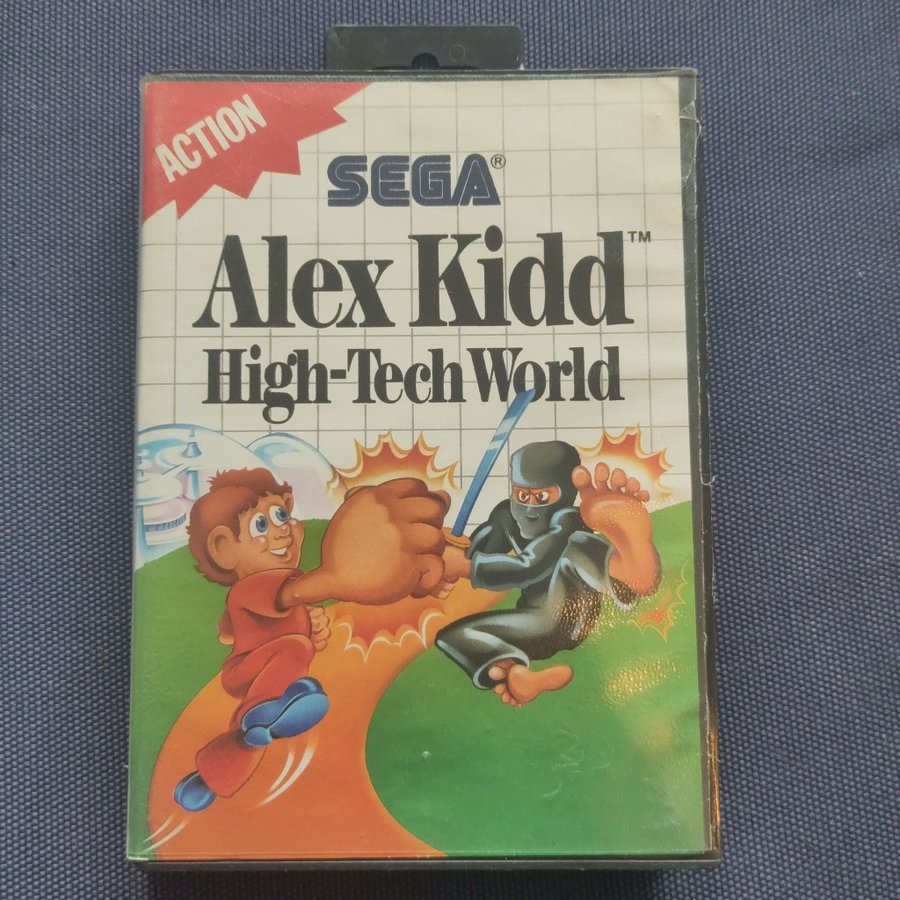 ACTION
SEGA®
Alex Kidd™
High-Tech World